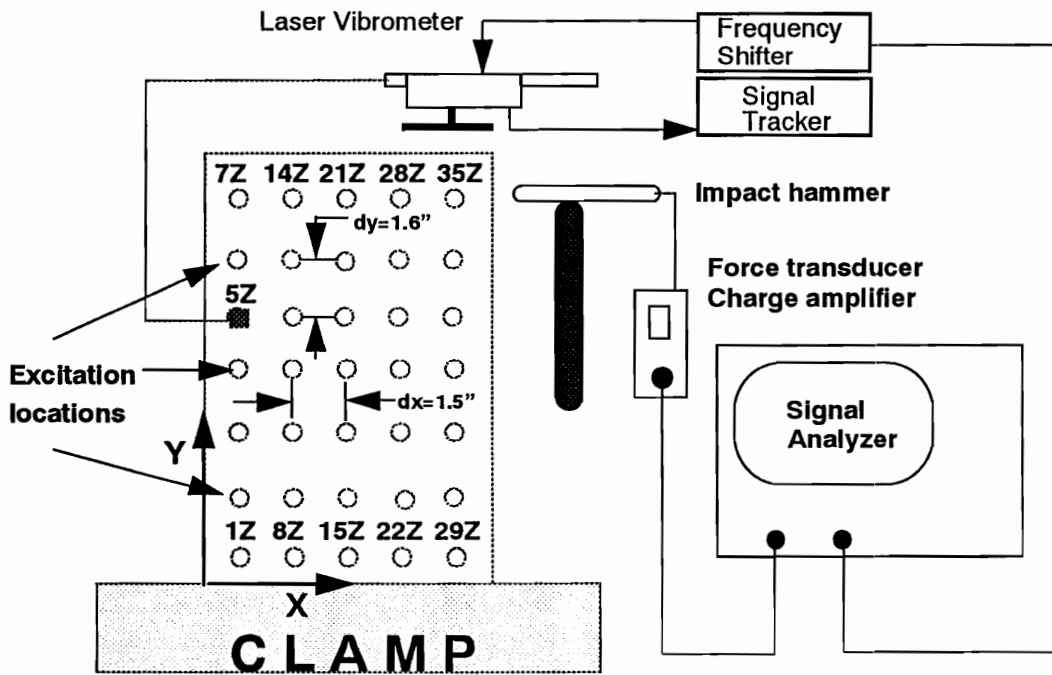 Laser Vibrometer
Frequency
Shifter
Signal
Tracker
7Z 14Z 21Z 28Z 35Z
dy=1.6”
Impact hammer
5Z
Force transducer
Charge amplifier
Excitation
locations
dx=1.5”
Signal
Analyzer
Y
1Z 8Z 15Z 22Z 29Z
X
CLAMP